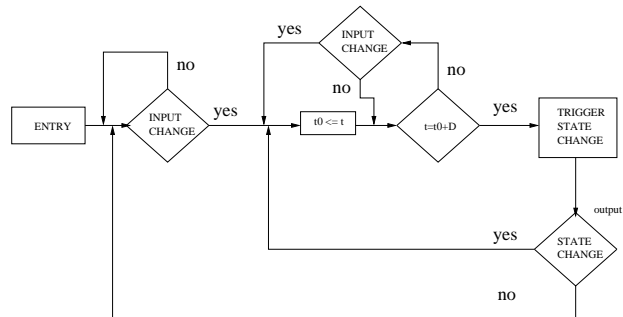 yes
INPUT
CHANGE
no
no
no
ENTRY
INPUT
CHANGE
yes
t0 <= t
t=t0+D
yes
TRIGGER
STATE
CHANGE
output
yes
STATE
CHANGE
no